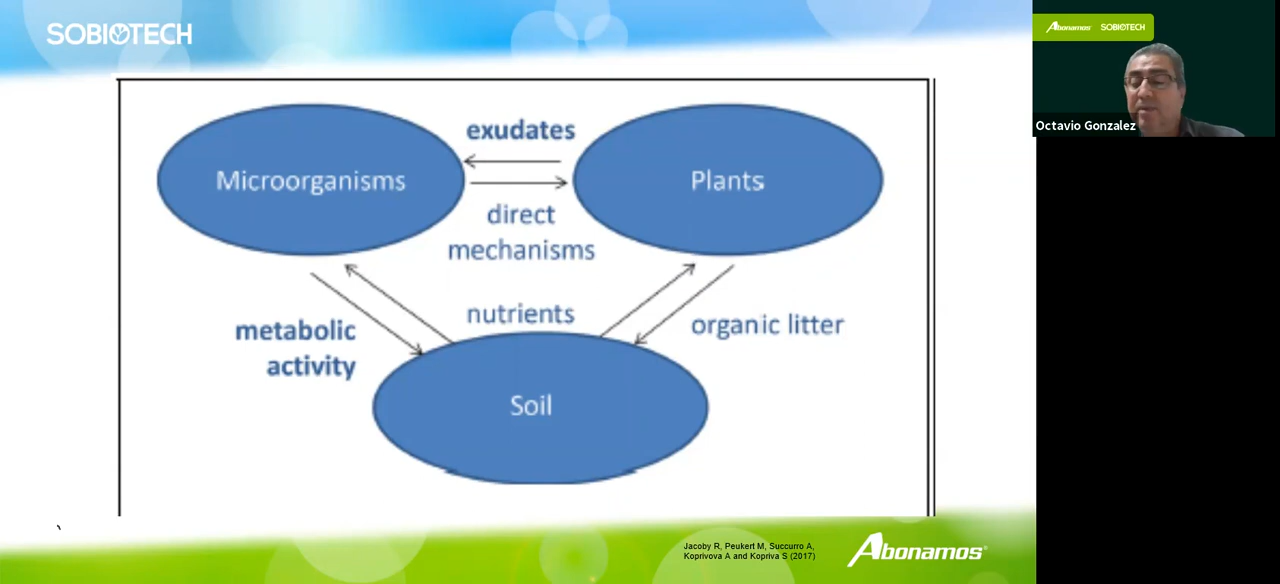 SOBIOTECH
Abonamos SOBIOTECH
Octavio Gonzalez
exudates
Microorganisms
Plants
direct
mechanisms
nutrients
metabolic
activity
organic litter
Soil
Jacoby R, Peukert M, Succurro A,
Koprivova A and Kopriva S (2017)
Abonamos®